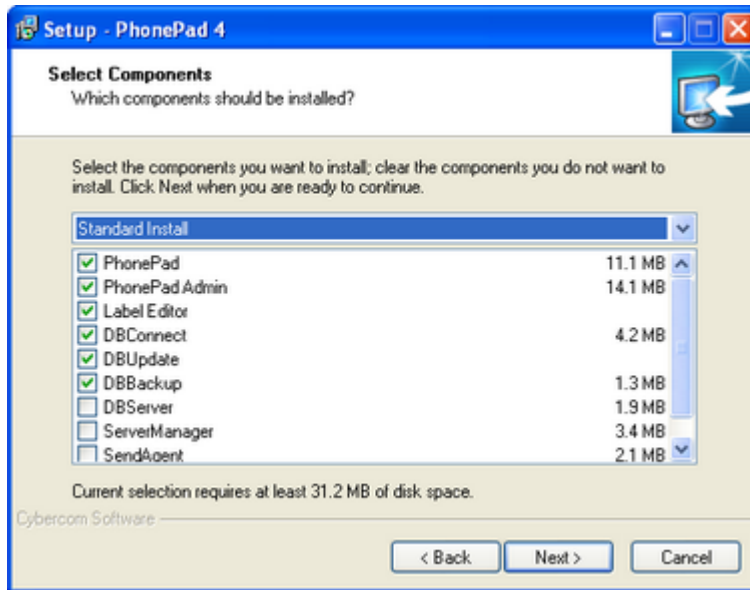 Setup - PhonePad 4
Select Components
Which components should be installed?
Select the components you want to install; clear the components you do not want to
install. Click Next when you are ready to continue.
Standard Install
PhonePad 11.1 MB
PhonePad Admin 14.1 MB
Label Editor
DBConnect 4.2 MB
DBUpdate
DBBackup 1.3 MB
DBServer 1.9 MB
ServerManager 3.4 MB
SendAgent 2.1 MB
Current selection requires at least 31.2 MB of disk space.
Cybercom Software
< Back Next > Cancel